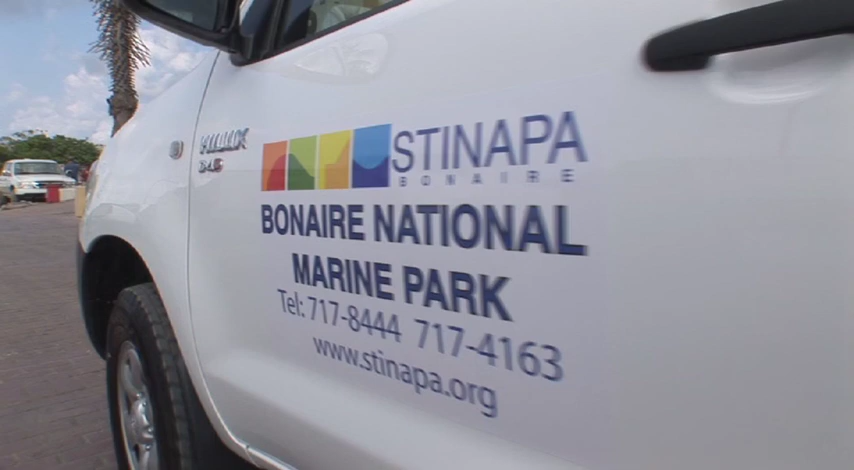 HILUX
STINAPA
BONAIRE
BONAIRE NATIONAL
MARINE PARK
Tel: 717-8444 717-4163
www.stinapa.org